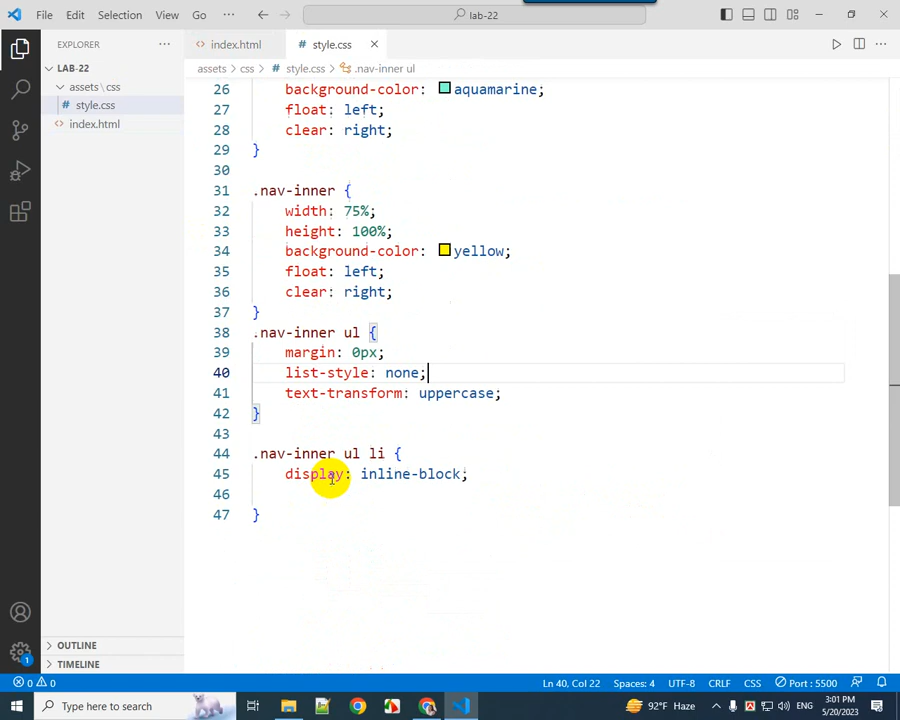 File Edit Selection View Go ··· lab-22
EXPLORER ···
index.html style.css
LAB-22
assets \ css
style.css
index.html
assets > css > style.css > .nav-inner ul
26 background-color: aquamarine;
27 float: left;
28 clear: right;
29 }
30
31 .nav-inner {
32 width: 75%;
33 height: 100%;
34 background-color: yellow;
35 float: left;
36 clear: right;
37 }
38 .nav-inner ul {
39 margin: 0px;
40 list-style: none;
41 text-transform: uppercase;
42 }
43
44 .nav-inner ul li {
45 display: inline-block;
46
47 }
OUTLINE
TIMELINE
1
0 0 Ln 40, Col 22 Spaces: 4 UTF-8 CRLF CSS Port : 5500
Type here to search 92°F Haze ENG 3:01 PM
5/20/2023